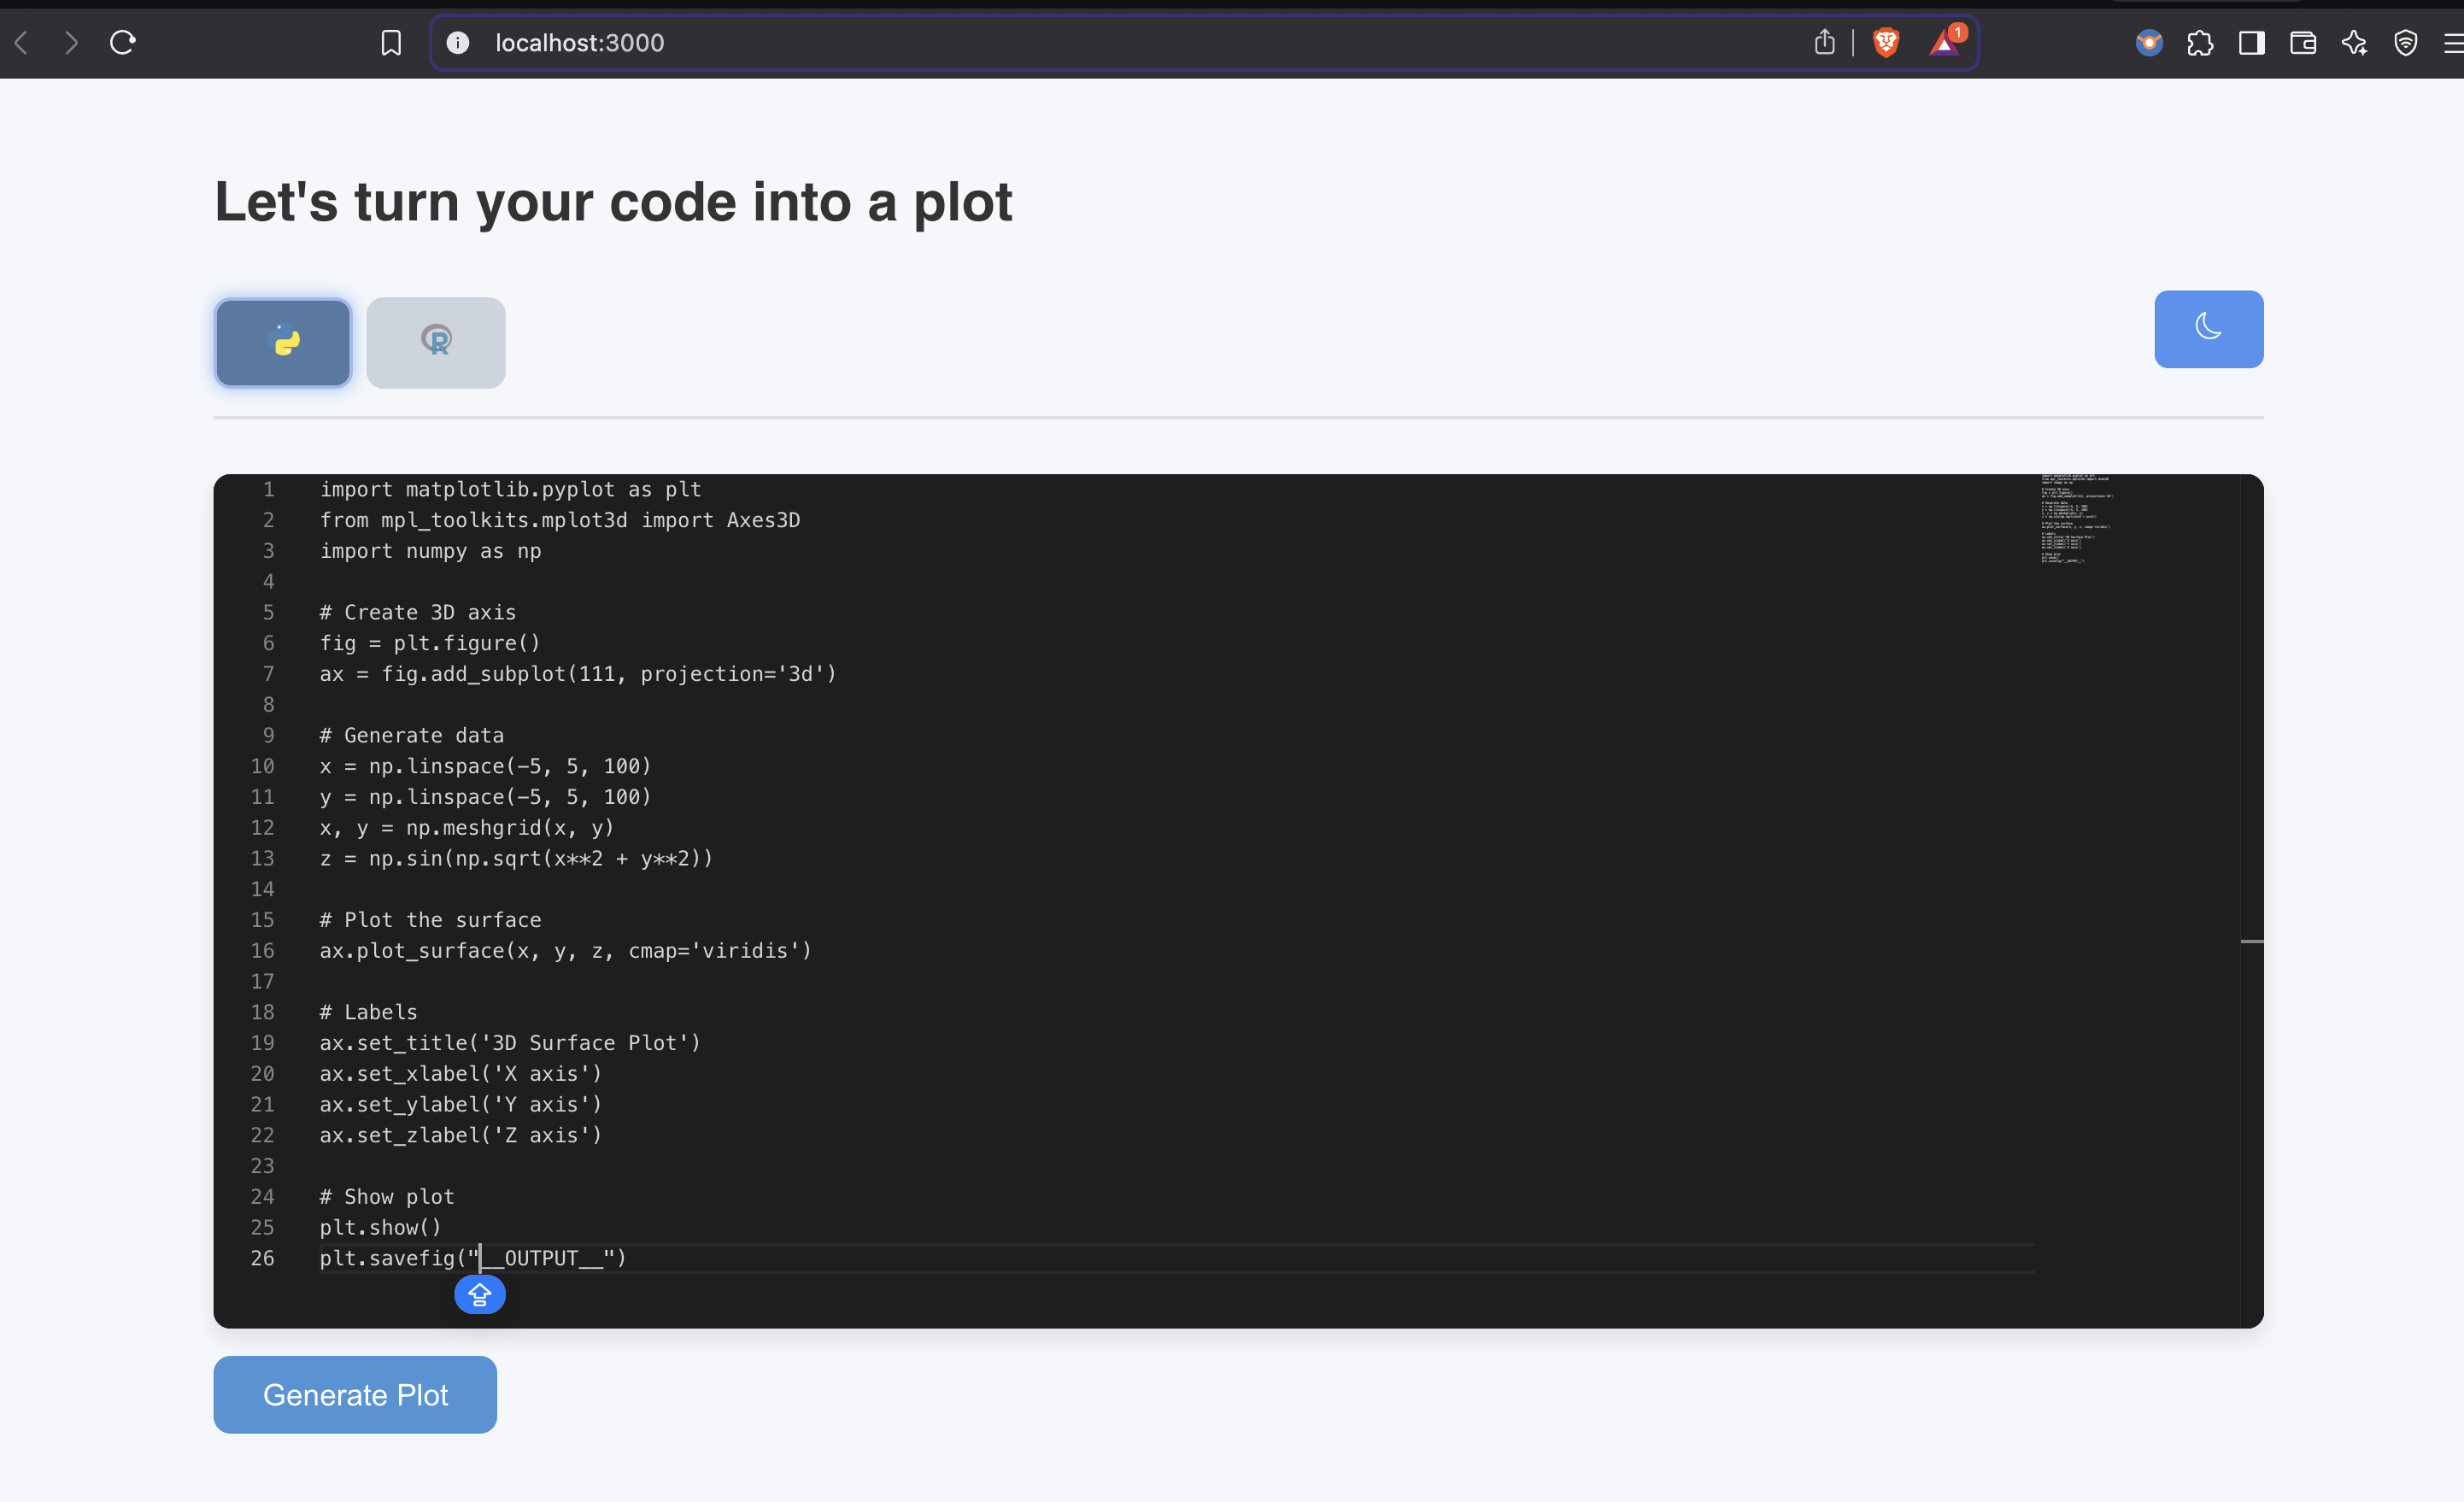 localhost:3000
1
Let's turn your code into a plot
R
1 import matplotlib.pyplot as plt
2 from mpl_toolkits.mplot3d import Axes3D
3 import numpy as np
4
5 # Create 3D axis
6 fig = plt.figure()
7 ax = fig.add_subplot(111, projection='3d')
8
9 # Generate data
10 x = np.linspace(-5, 5, 100)
11 y = np.linspace(-5, 5, 100)
12 x, y = np.meshgrid(x, y)
13 z = np.sin(np.sqrt(x**2 + y**2))
14
15 # Plot the surface
16 ax.plot_surface(x, y, z, cmap='viridis')
17
18 # Labels
19 ax.set_title('3D Surface Plot')
20 ax.set_xlabel('X axis')
21 ax.set_ylabel('Y axis')
22 ax.set_zlabel('Z axis')
23
24 # Show plot
25 plt.show()
26 plt.savefig("__OUTPUT__")
Generate Plot